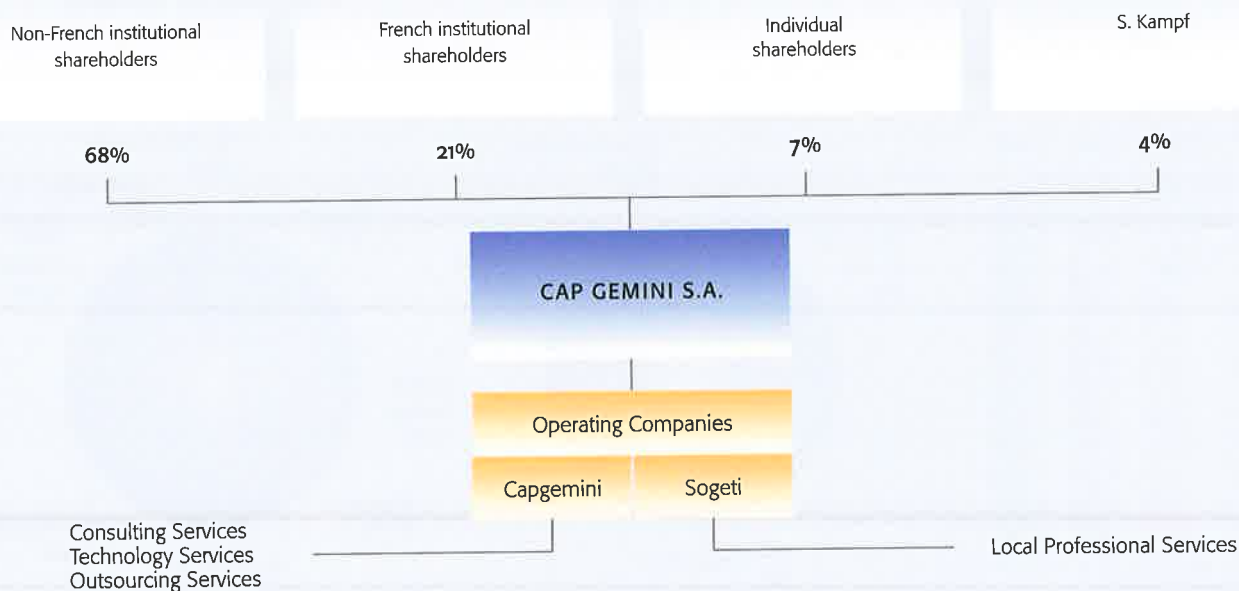 Non-French institutional
shareholders
French institutional
shareholders
Individual
shareholders
S. Kampf
68%
21%
7%
4%
CAP GEMINI S.A.
Operating Companies
Capgemini
Sogeti
Consulting Services
Technology Services
Outsourcing Services
Local Professional Services